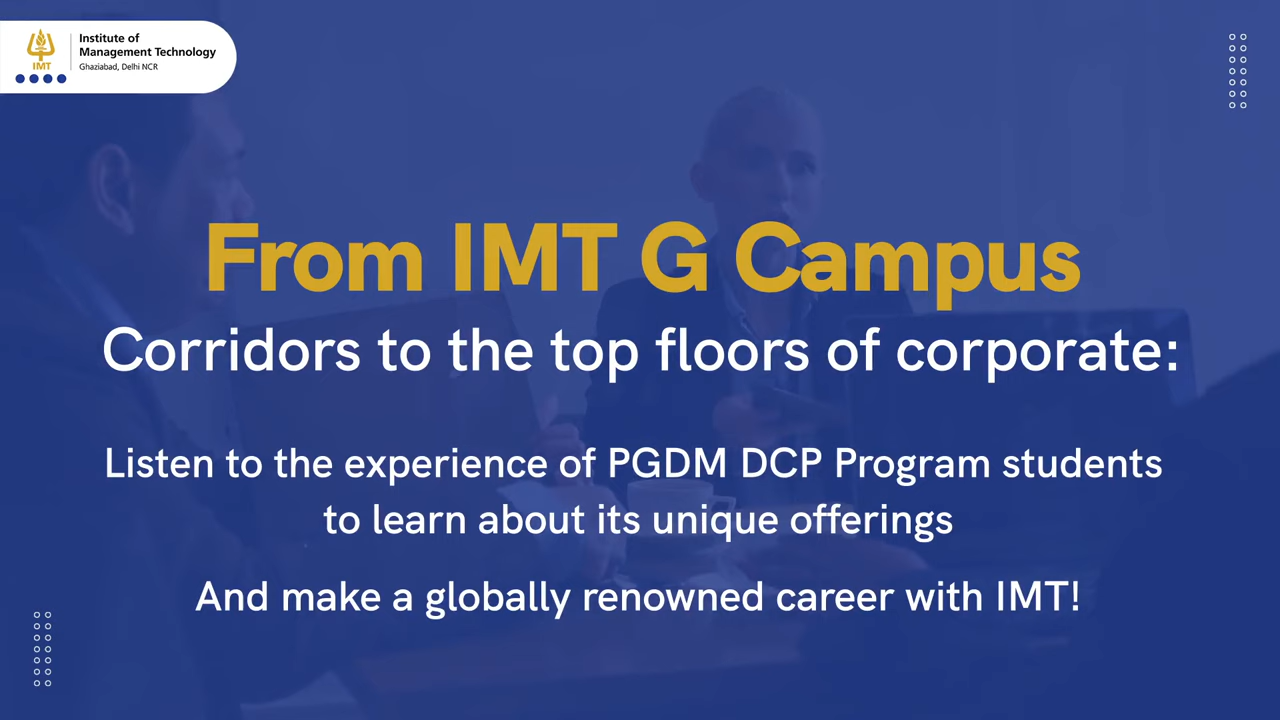 IMT
Institute of
Management Technology
Ghaziabad, Delhi NCR
From IMT G Campus
Corridors to the top floors of corporate:
Listen to the experience of PGDM DCP Program students
to learn about its unique offerings
And make a globally renowned career with IMT!